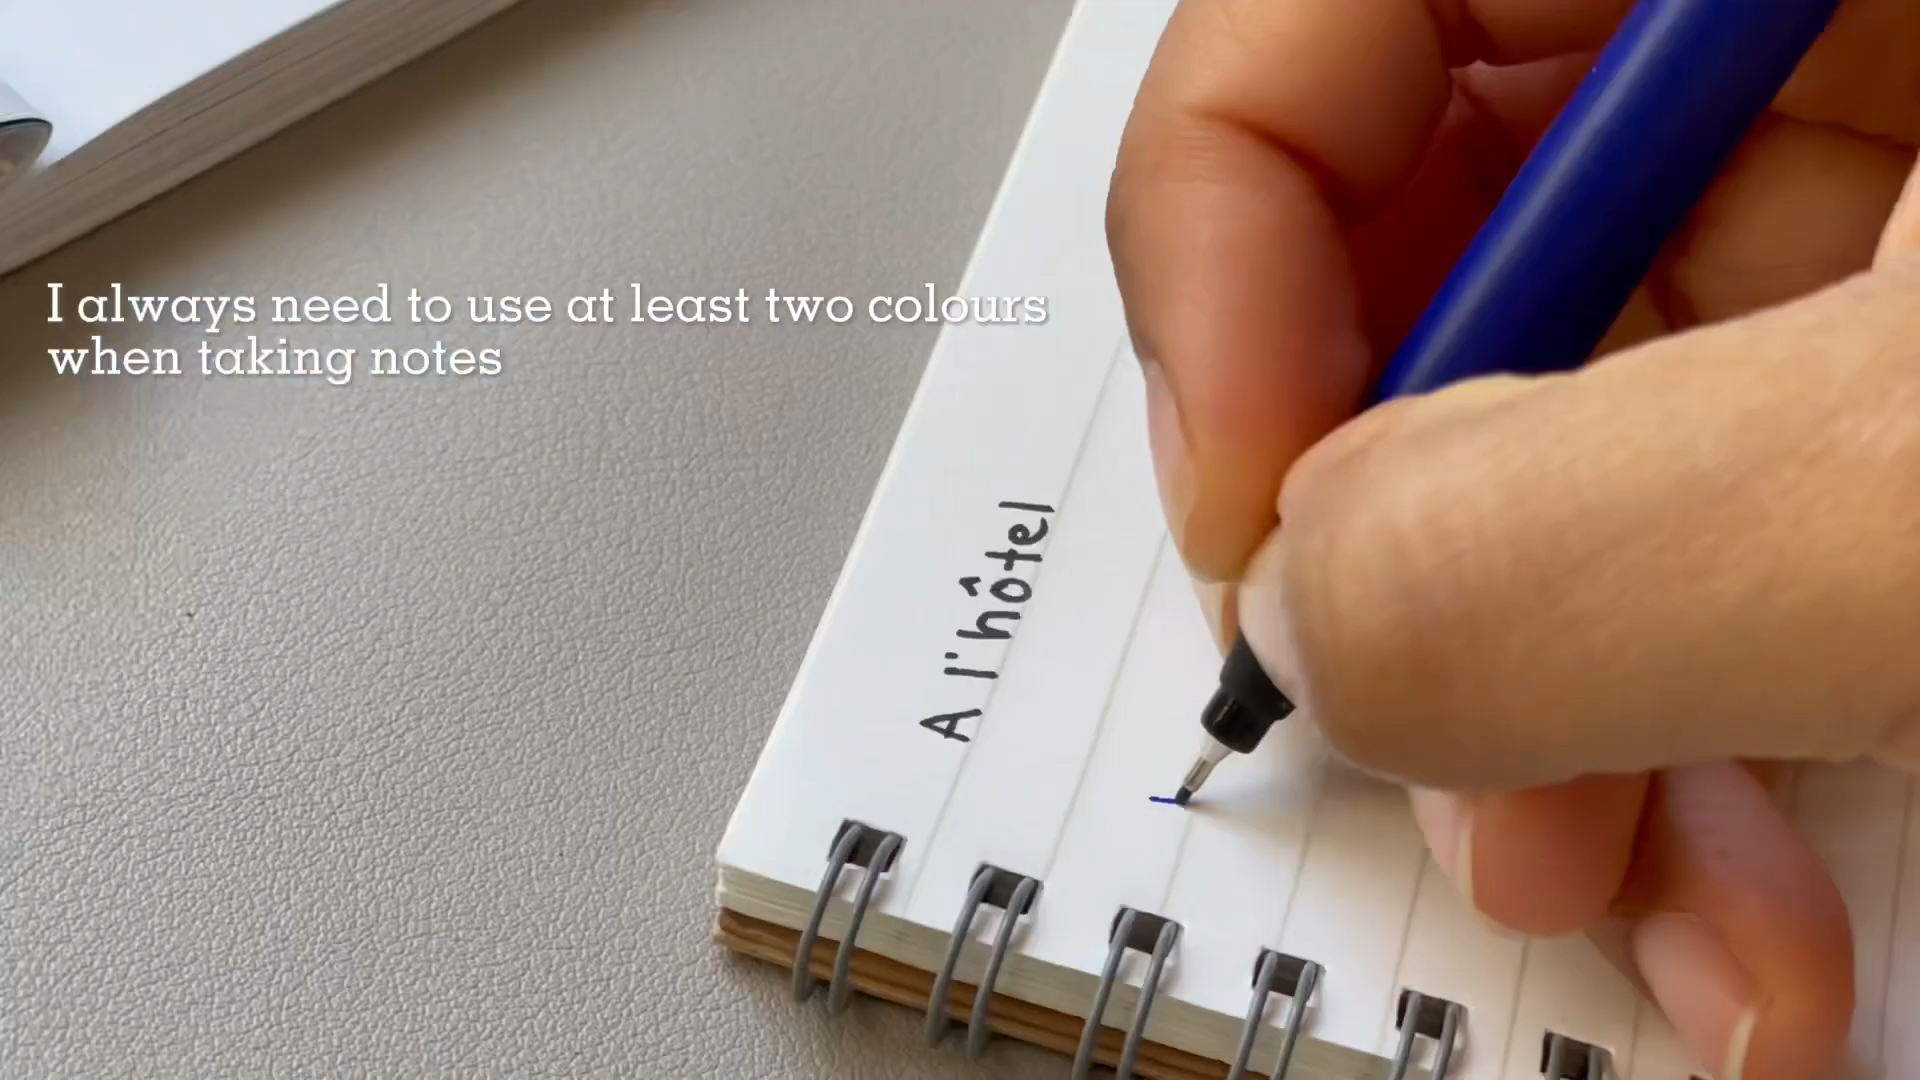 I always need to use at least two colours
when taking notes
A l'hôtel